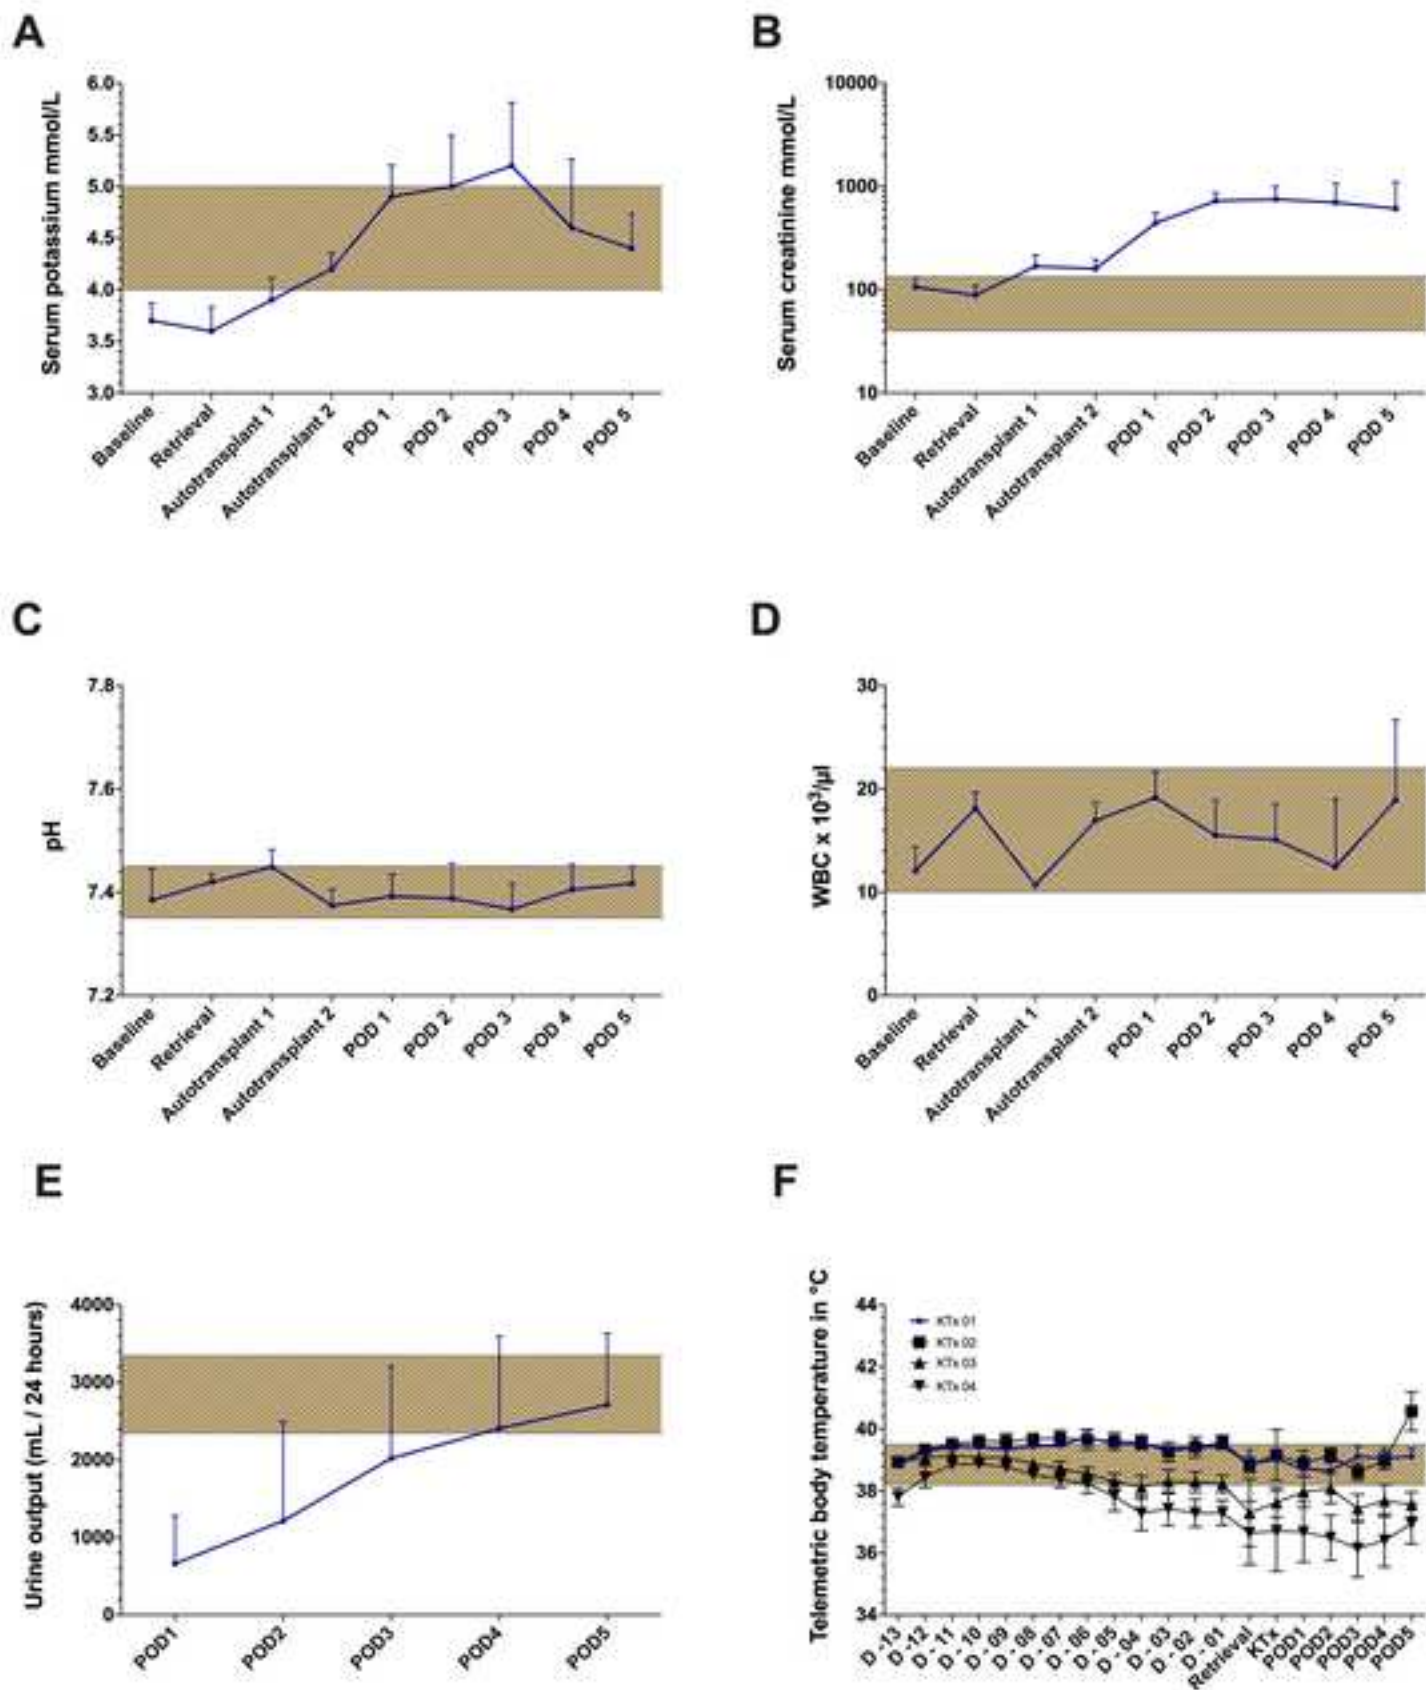 A
Serum potassium mmol/L
6.0
5.5
5.0
4.5
4.0
3.5
3.0
Baseline
Retrieval
Autotransplant 1
Autotransplant 2
POD 1
POD 2
POD 3
POD 4
POD 5
B
Serum creatinine mmol/L
10000
1000
100
10
Baseline
Retrieval
Autotransplant 1
Autotransplant 2
POD 1
POD 2
POD 3
POD 4
POD 5
C
pH
7.8
7.6
7.4
7.2
Baseline
Retrieval
Autotransplant 1
Autotransplant 2
POD 1
POD 2
POD 3
POD 4
POD 5
D
WBC x 10³/µl
30
20
10
0
Baseline
Retrieval
Autotransplant 1
Autotransplant 2
POD 1
POD 2
POD 3
POD 4
POD 5
E
Urine output (mL / 24 hours)
4000
3000
2000
1000
0
POD1
POD2
POD3
POD4
POD5
F
Telemetric body temperature in °C
44
42
40
38
36
34
KTx 01
KTx 02
KTx 03
KTx 04
D -13
D -12
D - 11
D - 10
D - 09
D - 08
D - 07
D - 06
D - 05
D - 04
D - 03
D - 02
D - 01
Retrieval
KTx
POD1
POD2
POD3
POD4
POD5